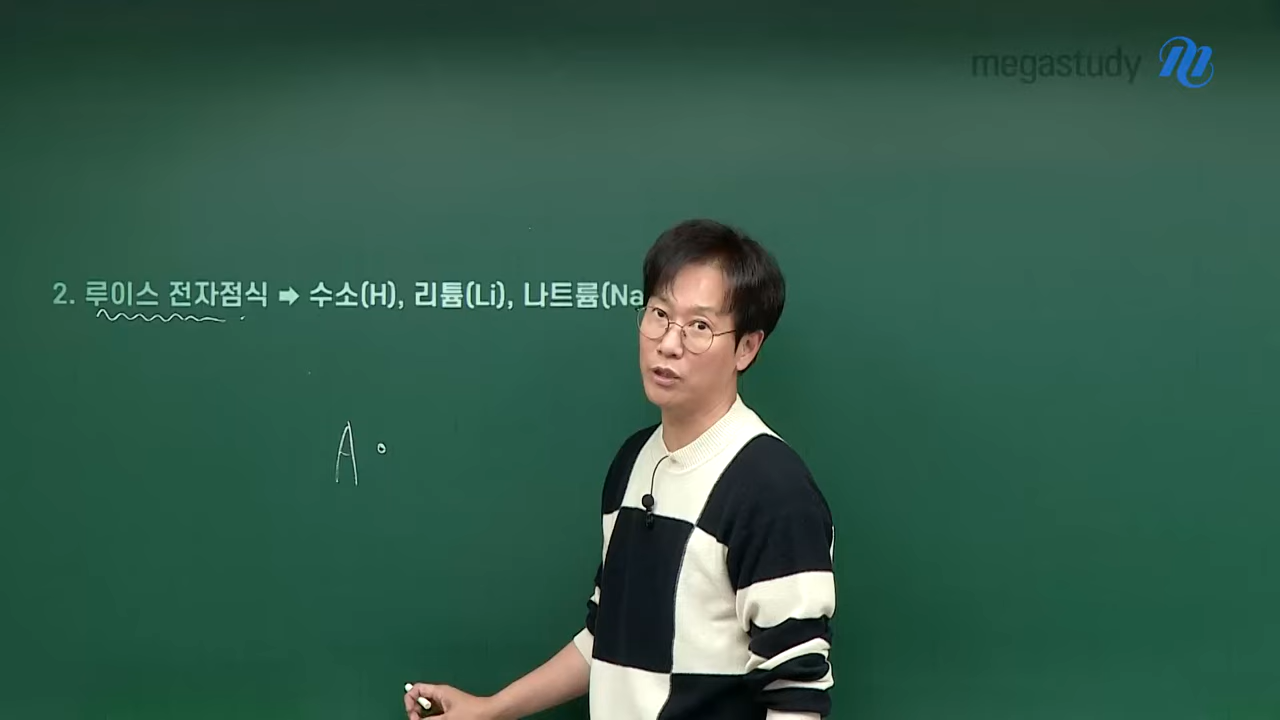 megastudy
2. 루이스 전자점식 ➡ 수소(H), 리튬(Li), 나트륨(Na
A